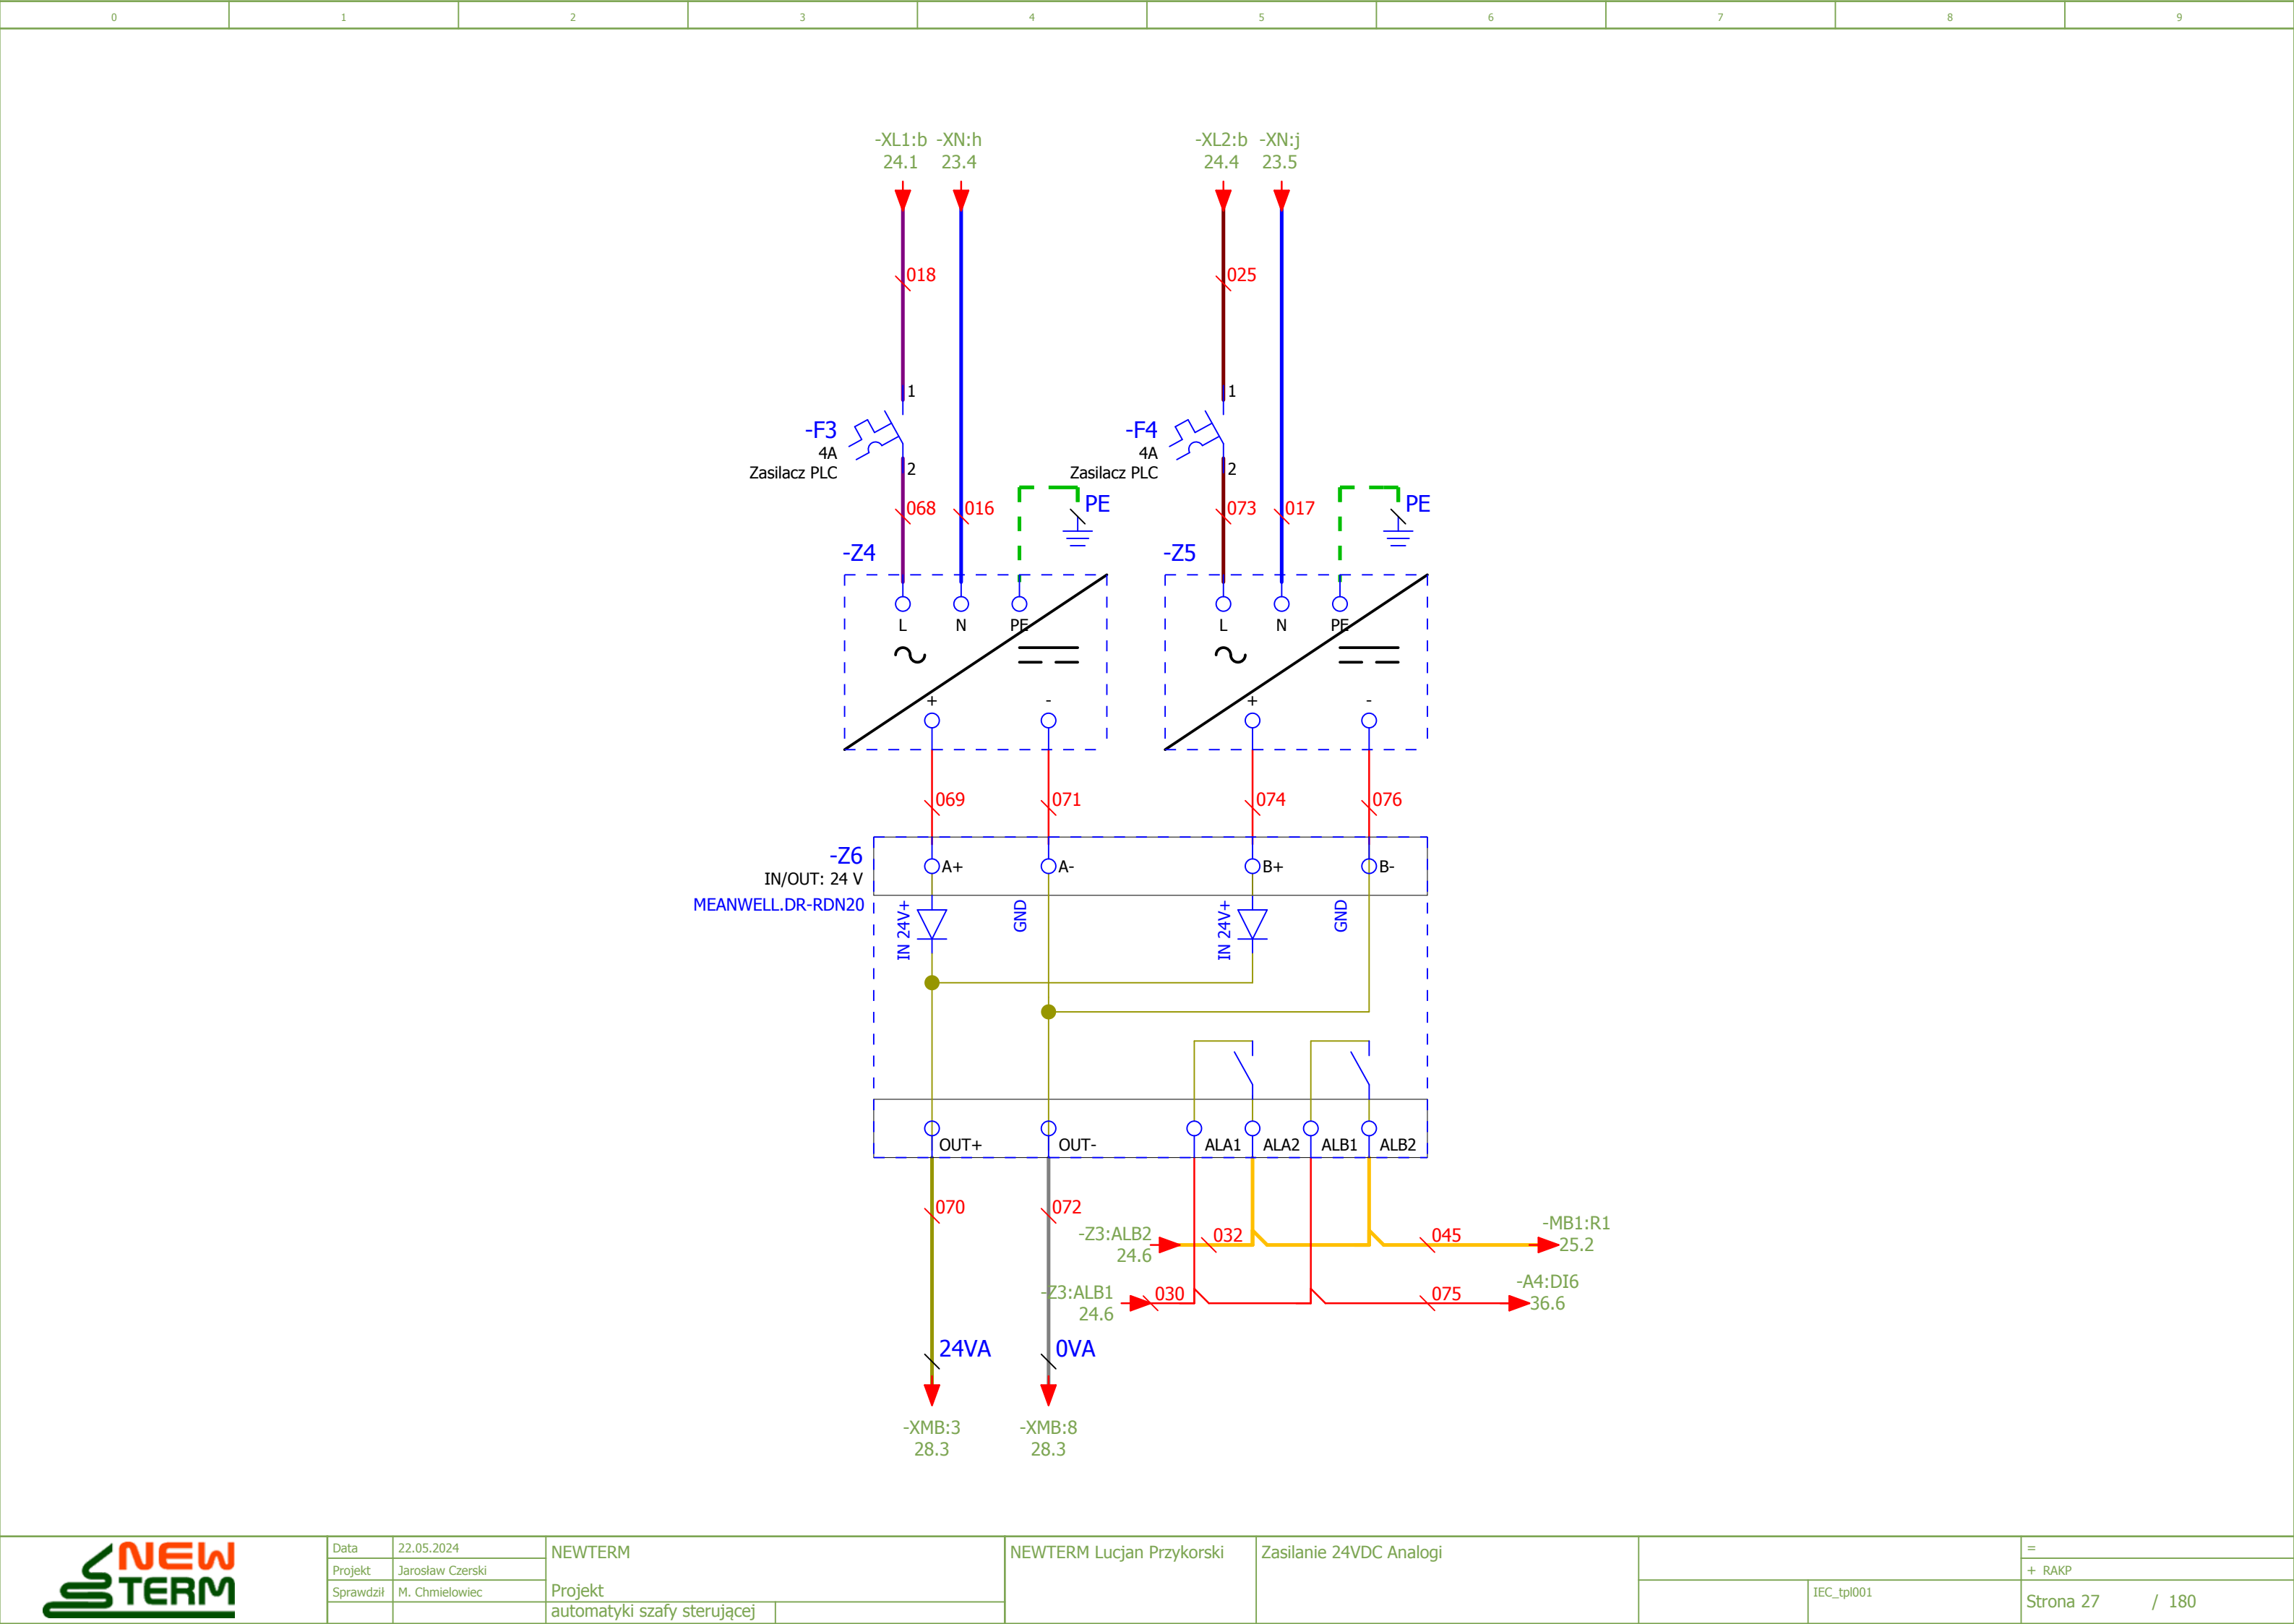 0 1 2 3 4 5 6 7 8 9
-XL1:b -XN:h -XL2:b -XN:j
24.1 23.4 24.4 23.5
018 025
1 1
-F3 -F4
4A 4A
Zasilacz PLC Zasilacz PLC
2 2
PE PE
068 016 073 017
-Z4 -Z5
L N PE L N PE
+ - + -
069 071 074 076
-Z6
A+ A- B+ B-
IN/OUT: 24 V
MEANWELL.DR-RDN20
IN 24V+ GND IN 24V+ GND
OUT+ OUT- ALA1 ALA2 ALB1 ALB2
070 072
-Z3:ALB2 032 045 -MB1:R1
24.6 25.2
-Z3:ALB1 030 075 -A4:DI6
24.6 36.6
24VA 0VA
-XMB:3 -XMB:8
28.3 28.3
NEW
TERM
Data 22.05.2024
Projekt Jarosław Czerski
Sprawdził M. Chmielowiec
NEWTERM
Projekt
automatyki szafy sterującej
NEWTERM Lucjan Przykorski
Zasilanie 24VDC Analogi
IEC_tpl001
=
+ RAKP
Strona 27 / 180